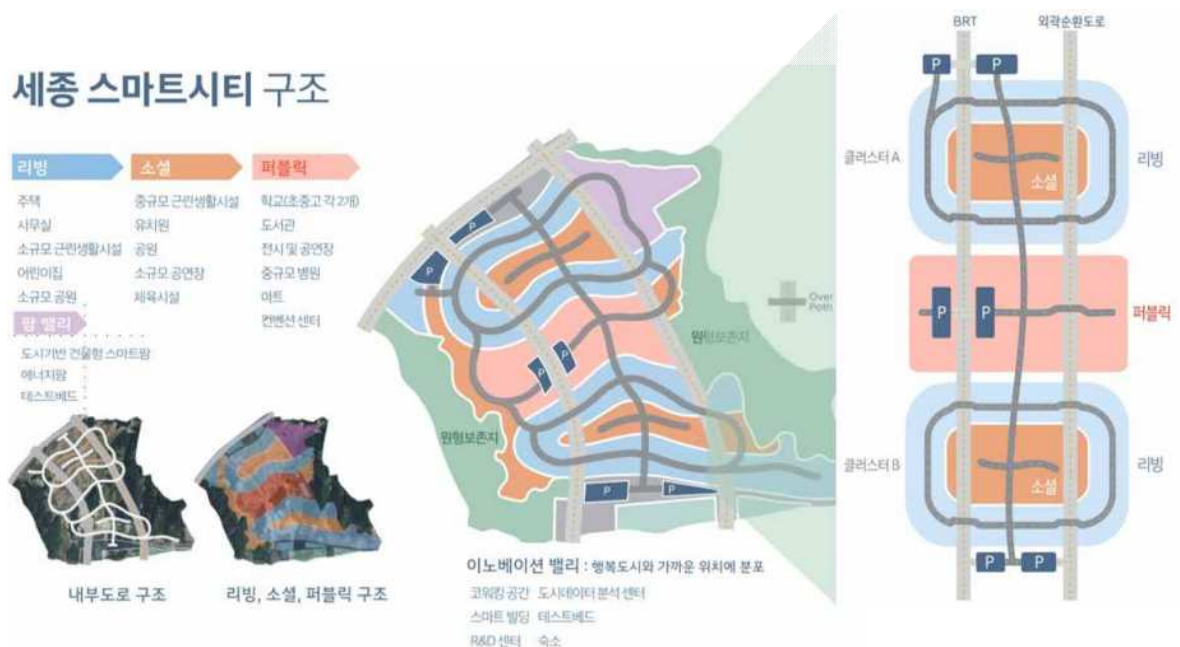 세종 스마트시티 구조
리빙
주택
사무실
소규모 근린생활시설
어린이집
소규모 공원
소셜
중규모 근린생활시설
유치원
공원
소규모 공연장
체육시설
퍼블릭
학교(초중고 각 2개)
도서관
전시 및 공연장
중규모 병원
아트
컨벤션 센터
팜 밸리
도시기반 건물형 스마트팜
에너지팜
테스트베드
내부도로 구조
리빙, 소셜, 퍼블릭 구조
P
P
P
P
P
P
원형보존지
원형보존지
Over
Path
이노베이션 밸리 : 행복도시와 가까운 위치에 분포
코워킹 공간 도시데이터 분석 센터
스마트 빌딩 테스트베드
R&D 센터 숙소
BRT
외곽순환도로
P
P
클러스터 A
소셜
리빙
P
P
퍼블릭
클러스터 B
소셜
리빙
P
P